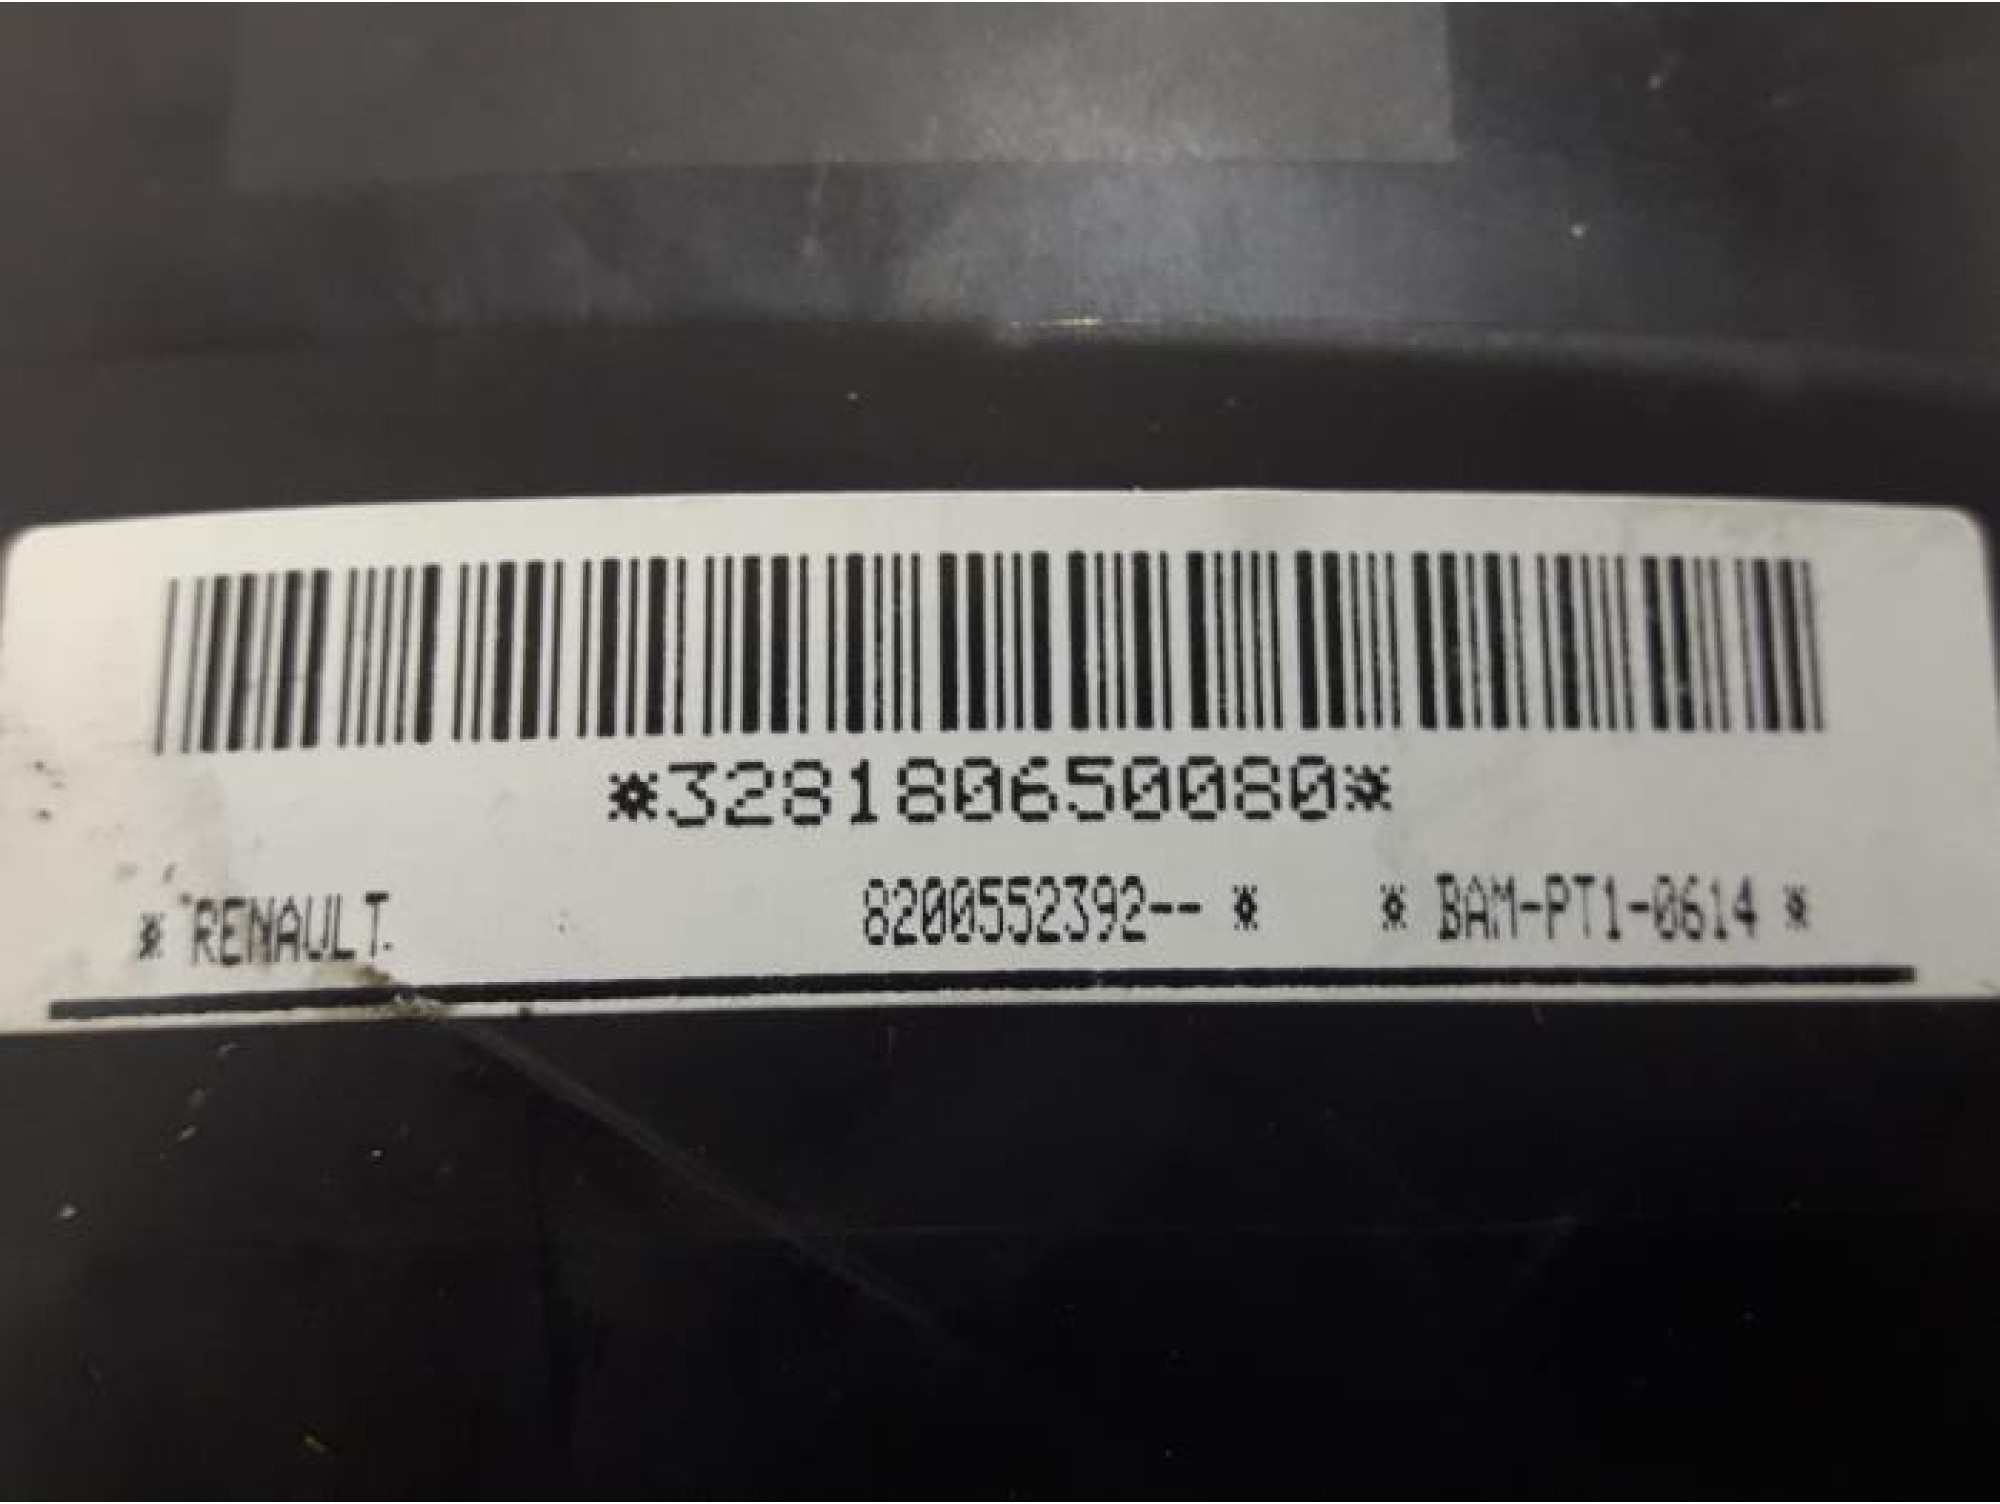 *328180650080*
* RENAULT. 8200552392-- * * BAM-PT1-0614 *